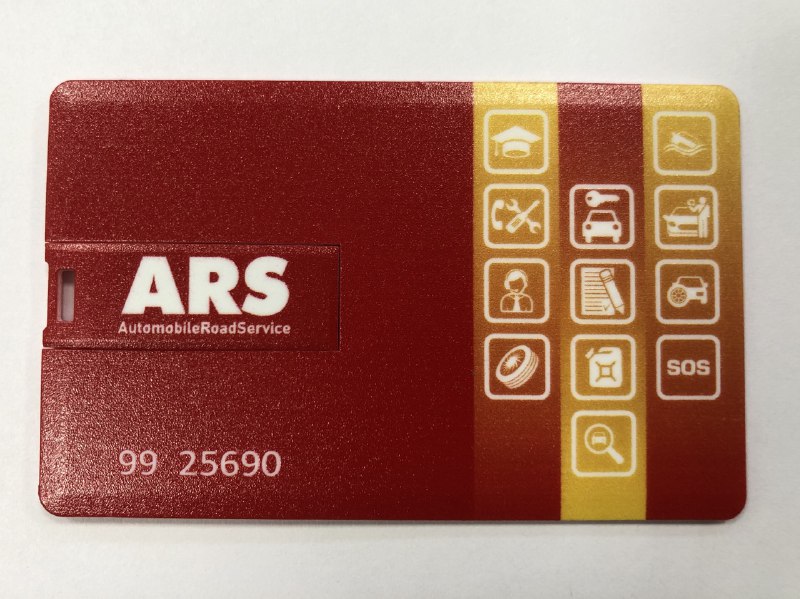 ARS
AutomobileRoadService
SOS
99 25690